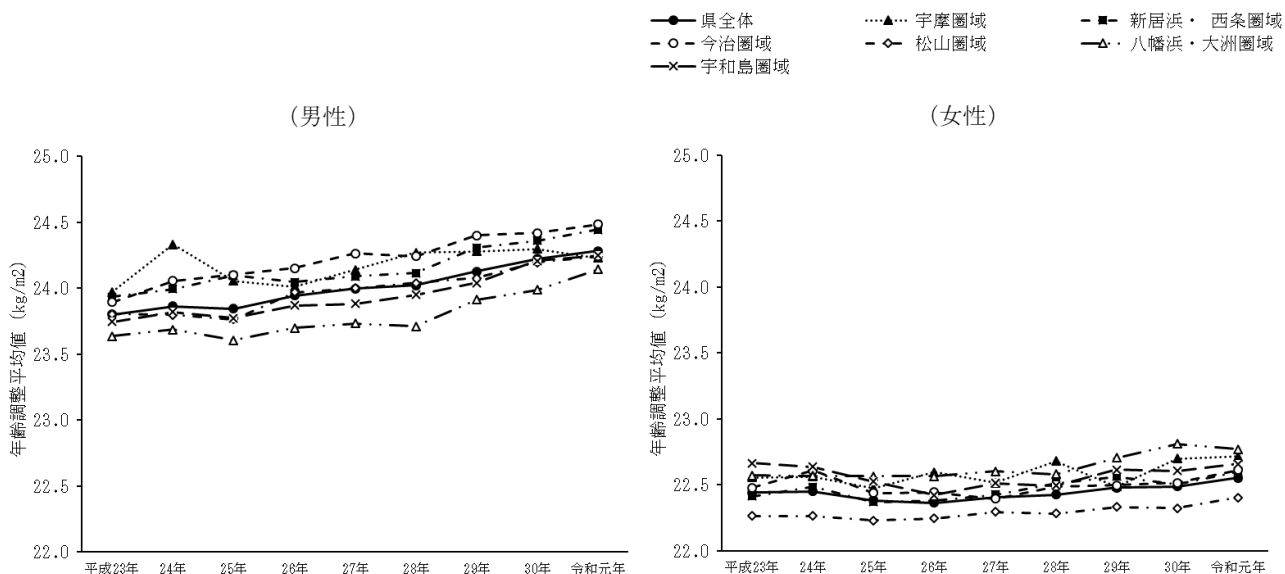 県全体 宇摩圏域 新居浜・ 西条圏域
今治圏域 松山圏域 八幡浜・大洲圏域
宇和島圏域
（男性）
年齢調整平均値 (kg/m2)
25.0
24.5
24.0
23.5
23.0
22.5
22.0
平成23年 24年 25年 26年 27年 28年 29年 30年 令和元年
（女性）
年齢調整平均値 (kg/m2)
25.0
24.5
24.0
23.5
23.0
22.5
22.0
平成23年 24年 25年 26年 27年 28年 29年 30年 令和元年